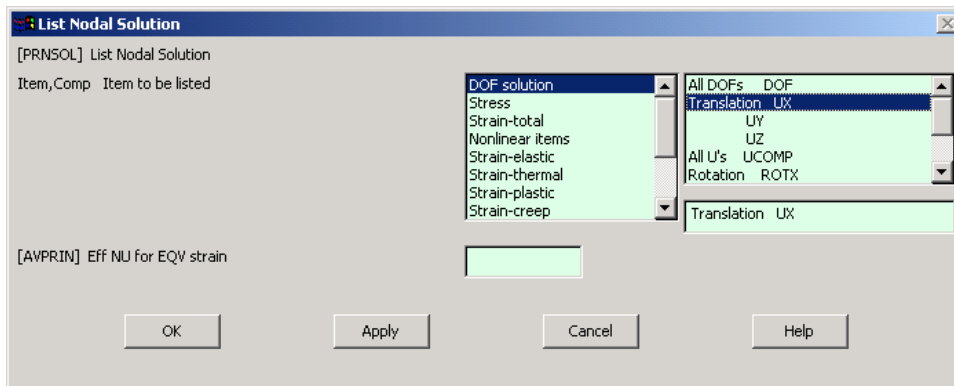 List Nodal Solution
[PRNSOL] List Nodal Solution
Item,Comp Item to be listed
DOF solution
Stress
Strain-total
Nonlinear items
Strain-elastic
Strain-thermal
Strain-plastic
Strain-creep
All DOFs DOF
Translation UX
UY
UZ
All U's UCOMP
Rotation ROTX
Translation UX
[AVPRIN] Eff NU for EQV strain
OK
Apply
Cancel
Help